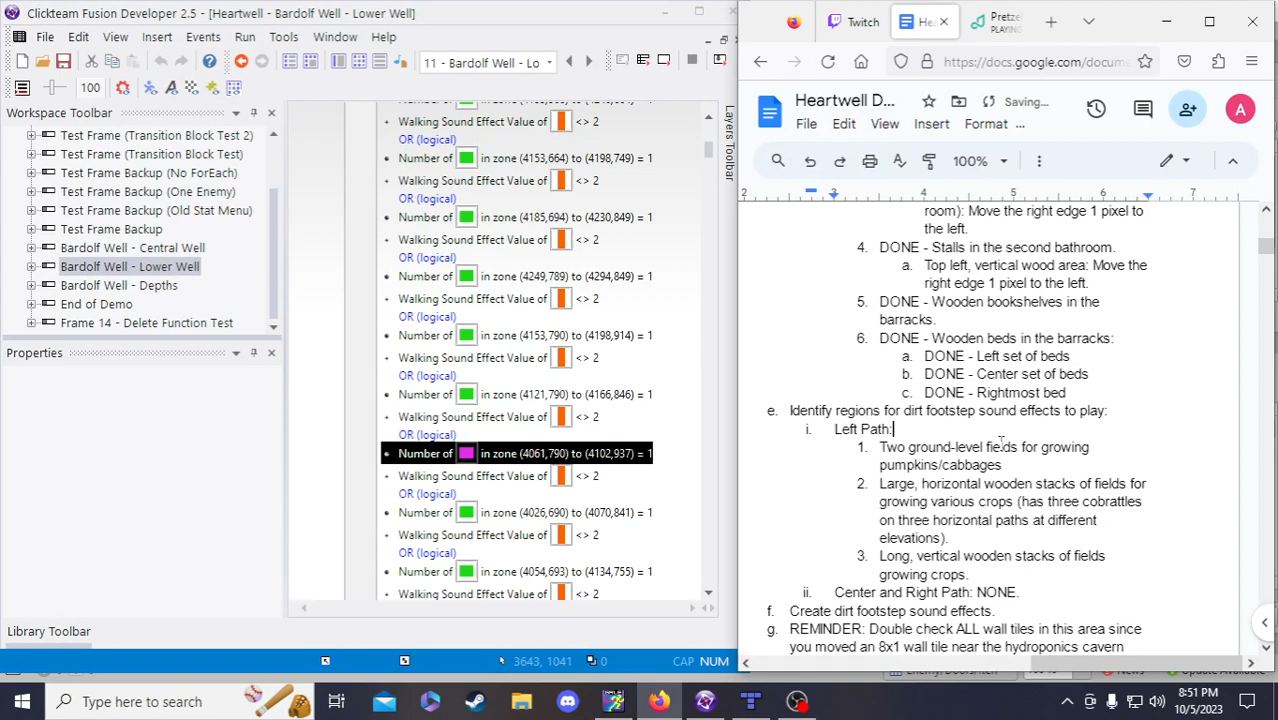 Clickteam Fusion Developer 2.5 - [Heartwell - Bardolf Well - Lower Well]
File Edit View Insert Events Run Tools Window Help
100
11 - Bardolf Well - Lo
Workspace Toolbar
Test Frame (Transition Block Test 2)
Test Frame (Transition Block Test)
Test Frame Backup (No ForEach)
Test Frame Backup (One Enemy)
Test Frame Backup (Old Stat Menu)
Test Frame Backup
Bardolf Well - Central Well
Bardolf Well - Lower Well
Bardolf Well - Depths
End of Demo
Frame 14 - Delete Function Test
Properties
Library Toolbar
Walking Sound Effect Value of <> 2
OR (logical)
Number of in zone (4153,664) to (4198,749) = 1
Walking Sound Effect Value of <> 2
OR (logical)
Number of in zone (4185,694) to (4230,849) = 1
Walking Sound Effect Value of <> 2
OR (logical)
Number of in zone (4249,789) to (4294,849) = 1
Walking Sound Effect Value of <> 2
OR (logical)
Number of in zone (4153,790) to (4198,914) = 1
Walking Sound Effect Value of <> 2
OR (logical)
Number of in zone (4121,790) to (4166,846) = 1
Walking Sound Effect Value of <> 2
OR (logical)
Number of in zone (4061,790) to (4102,937) = 1
Walking Sound Effect Value of <> 2
OR (logical)
Number of in zone (4026,690) to (4070,841) = 1
Walking Sound Effect Value of <> 2
OR (logical)
Number of in zone (4054,693) to (4134,755) = 1
Walking Sound Effect Value of <> 2
Layers Toolbar
3643, 1041 0 CAP NUM
Twitch
Hea
Pretzel
PLAYING
https://docs.google.com/docum
Heartwell D...
Saving...
A
File Edit View Insert Format ...
100%
2 3 4 5 6 7
room): Move the right edge 1 pixel to
the left.
4. DONE - Stalls in the second bathroom.
a. Top left, vertical wood area: Move the
right edge 1 pixel to the left.
5. DONE - Wooden bookshelves in the
barracks.
6. DONE - Wooden beds in the barracks:
a. DONE - Left set of beds
b. DONE - Center set of beds
c. DONE - Rightmost bed
e. Identify regions for dirt footstep sound effects to play:
i. Left Path:
1. Two ground-level fields for growing
pumpkins/cabbages
2. Large, horizontal wooden stacks of fields for
growing various crops (has three cobrattles
on three horizontal paths at different
elevations).
3. Long, vertical wooden stacks of fields
growing crops.
ii. Center and Right Path: NONE.
f. Create dirt footstep sound effects.
g. REMINDER: Double check ALL wall tiles in this area since
you moved an 8x1 wall tile near the hydroponics cavern
Type here to search
8:51 PM
10/5/2023